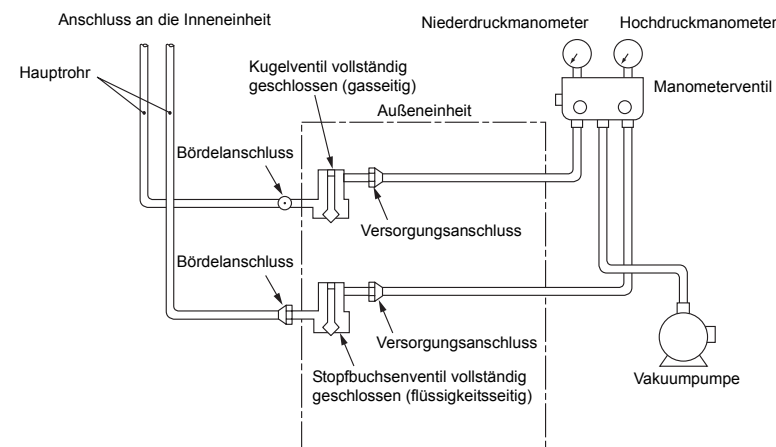 Anschluss an die Inneneinheit
Niederdruckmanometer
Hochdruckmanometer
Hauptrohr
Kugelventil vollständig
geschlossen (gasseitig)
Manometerventil
Außeneinheit
Bördelanschluss
Versorgungsanschluss
Bördelanschluss
Versorgungsanschluss
Stopfbuchsenventil vollständig
geschlossen (flüssigkeitsseitig)
Vakuumpumpe